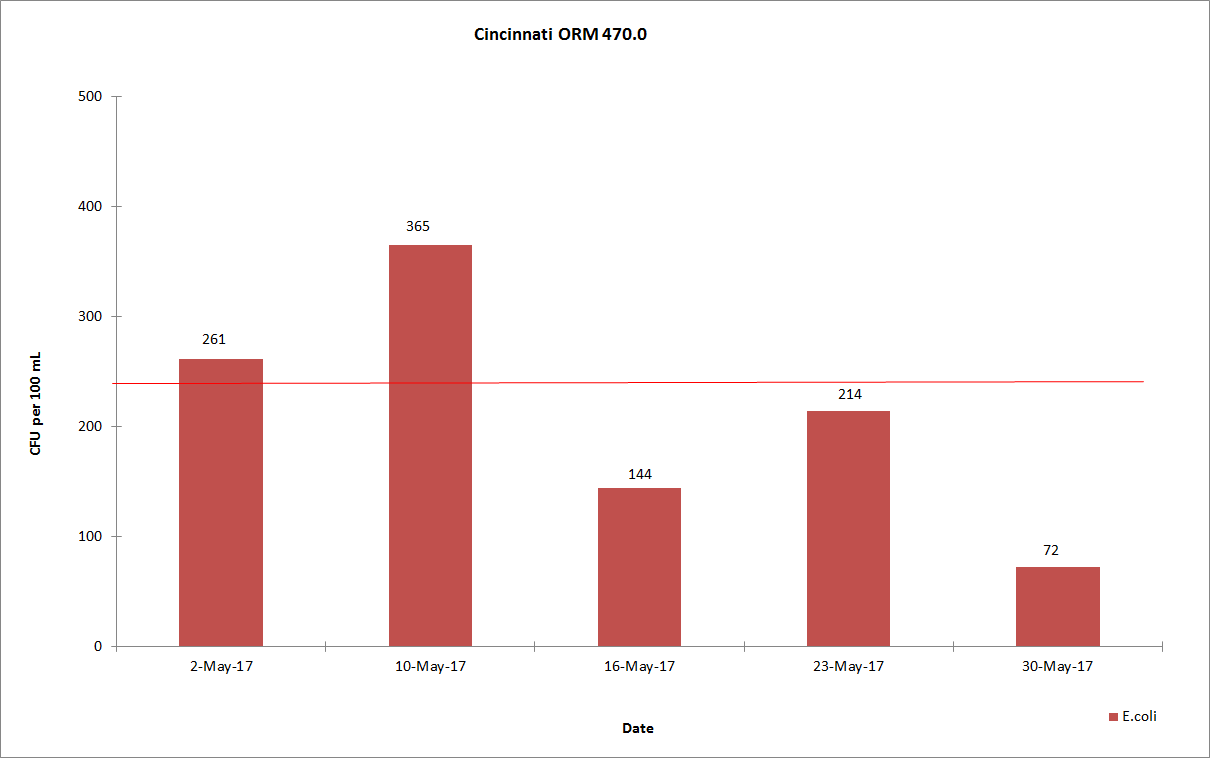 Cincinnati ORM 470.0
500
400
300
200
100
0
CFU per 100 mL
261
365
144
214
72
2-May-17
10-May-17
16-May-17
23-May-17
30-May-17
Date
E.coli